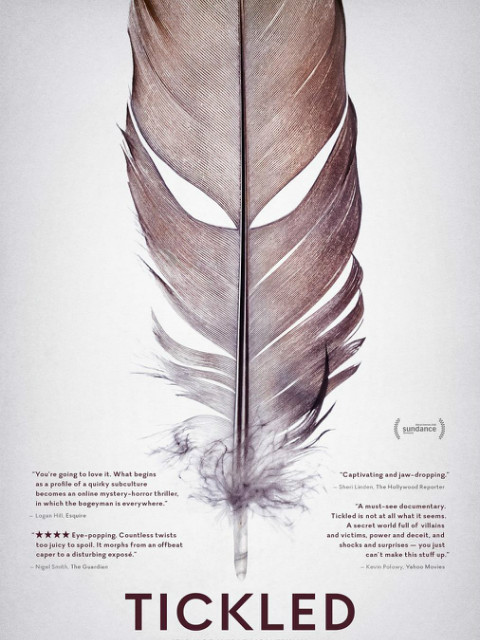 sundance
"You're going to love it. What begins
as a profile of a quirky subculture
becomes an online mystery-horror thriller,
in which the bogeyman is everywhere."
– Logan Hill, Esquire
"★★★★ Eye-popping. Countless twists
too juicy to spoil. It morphs from an offbeat
caper to a disturbing exposé."
– Nigel Smith, The Guardian
"Captivating and jaw-dropping."
– Sheri Linden, The Hollywood Reporter
"A must-see documentary.
Tickled is not at all what it seems.
A secret world full of villains
and victims, power and deceit, and
shocks and surprises — you just
can't make this stuff up."
– Kevin Polowy, Yahoo Movies
TICKLED